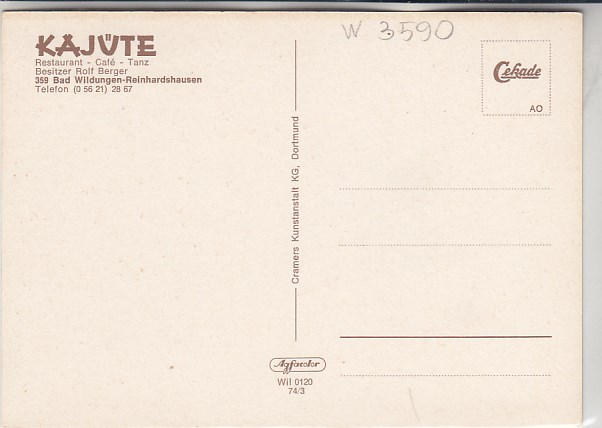 KAJÜTE
Restaurant - Café - Tanz
Besitzer Rolf Berger
359 Bad Wildungen-Reinhardshausen
Telefon (0 56 21) 28 67
W 3590
Cekade
AO
Cramers Kunstanstalt KG, Dortmund
Agfacolor
Wil 0120
74/3